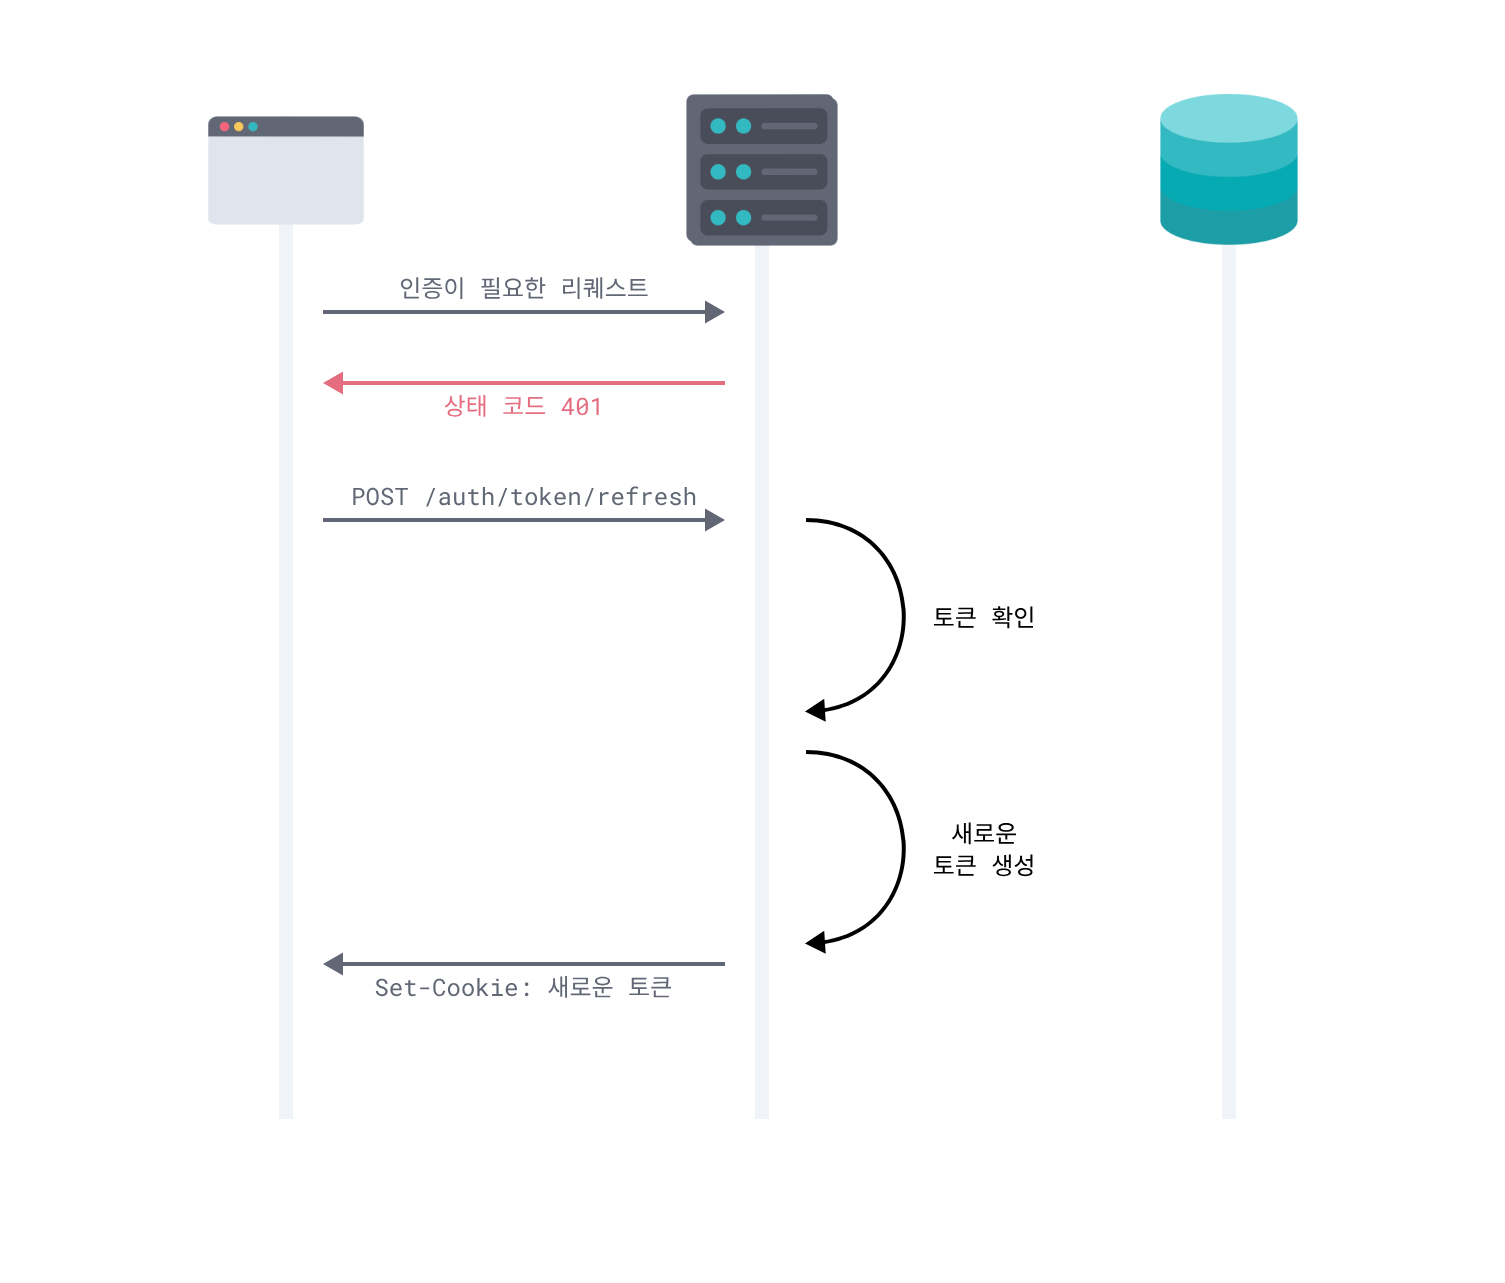 인증이 필요한 리퀘스트
상태 코드 401
POST /auth/token/refresh
토큰 확인
새로운
토큰 생성
Set-Cookie: 새로운 토큰